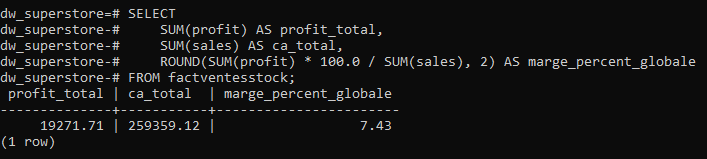 dw_superstore=# SELECT
dw_superstore-#     SUM(profit) AS profit_total,
dw_superstore-#     SUM(sales) AS ca_total,
dw_superstore-#     ROUND(SUM(profit) * 100.0 / SUM(sales), 2) AS marge_percent_globale
dw_superstore-# FROM factventesstock;
 profit_total | ca_total  | marge_percent_globale
--------------+-----------+-----------------------
     19271.71 | 259359.12 |                  7.43
(1 row)